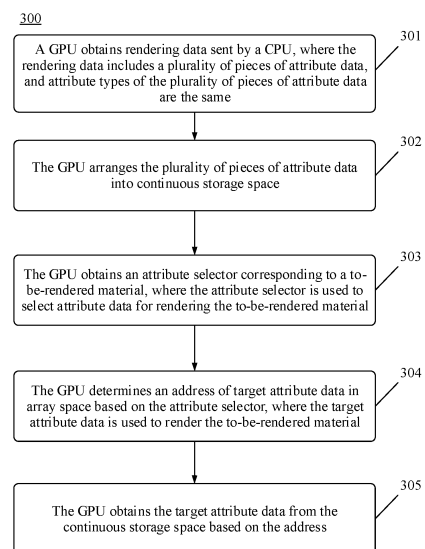 300
301
A GPU obtains rendering data sent by a CPU, where the
rendering data includes a plurality of pieces of attribute data,
and attribute types of the plurality of pieces of attribute data
are the same
302
The GPU arranges the plurality of pieces of attribute data
into continuous storage space
303
The GPU obtains an attribute selector corresponding to a to-
be-rendered material, where the attribute selector is used to
select attribute data for rendering the to-be-rendered material
304
The GPU determines an address of target attribute data in
array space based on the attribute selector, where the target
attribute data is used to render the to-be-rendered material
305
The GPU obtains the target attribute data from the
continuous storage space based on the address